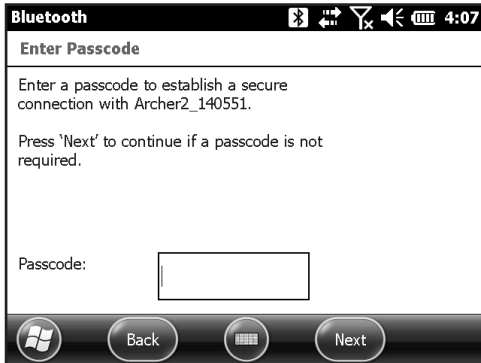 Bluetooth 4:07
Enter Passcode
Enter a passcode to establish a secure
connection with Archer2_140551.
Press ‘Next’ to continue if a passcode is not
required.
Passcode:
Back Next